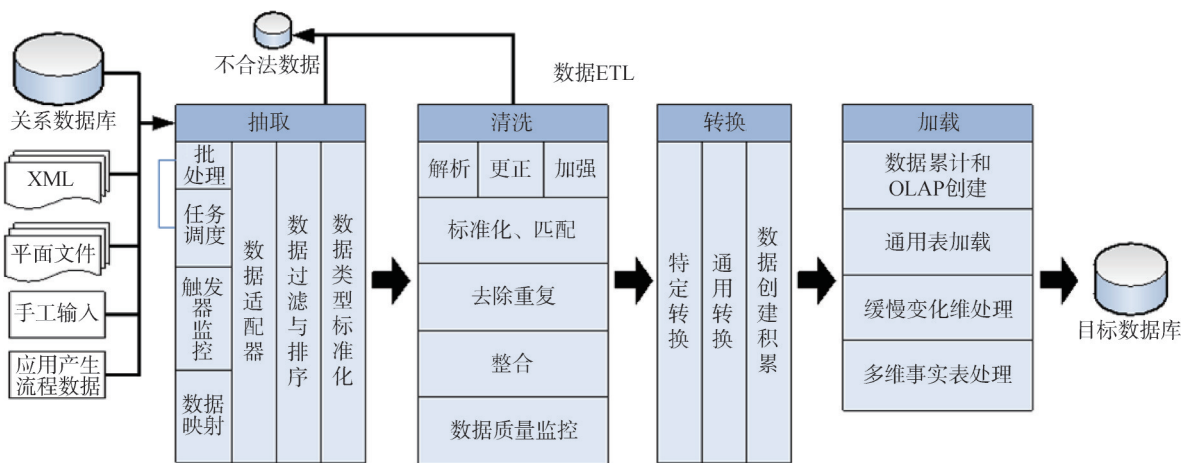 不合法数据
数据ETL
关系数据库
XML
平面文件
手工输入
应用产生
流程数据
抽取
批
处理
任务
调度
触发
器监
控
数据
映射
数据适配器
数据过滤与排序
数据类型标准化
清洗
解析
更正
加强
标准化、匹配
去除重复
整合
数据质量监控
转换
特定转换
通用转换
数据创建积累
加载
数据累计和
OLAP创建
通用表加载
缓慢变化维处理
多维事实表处理
目标数据库